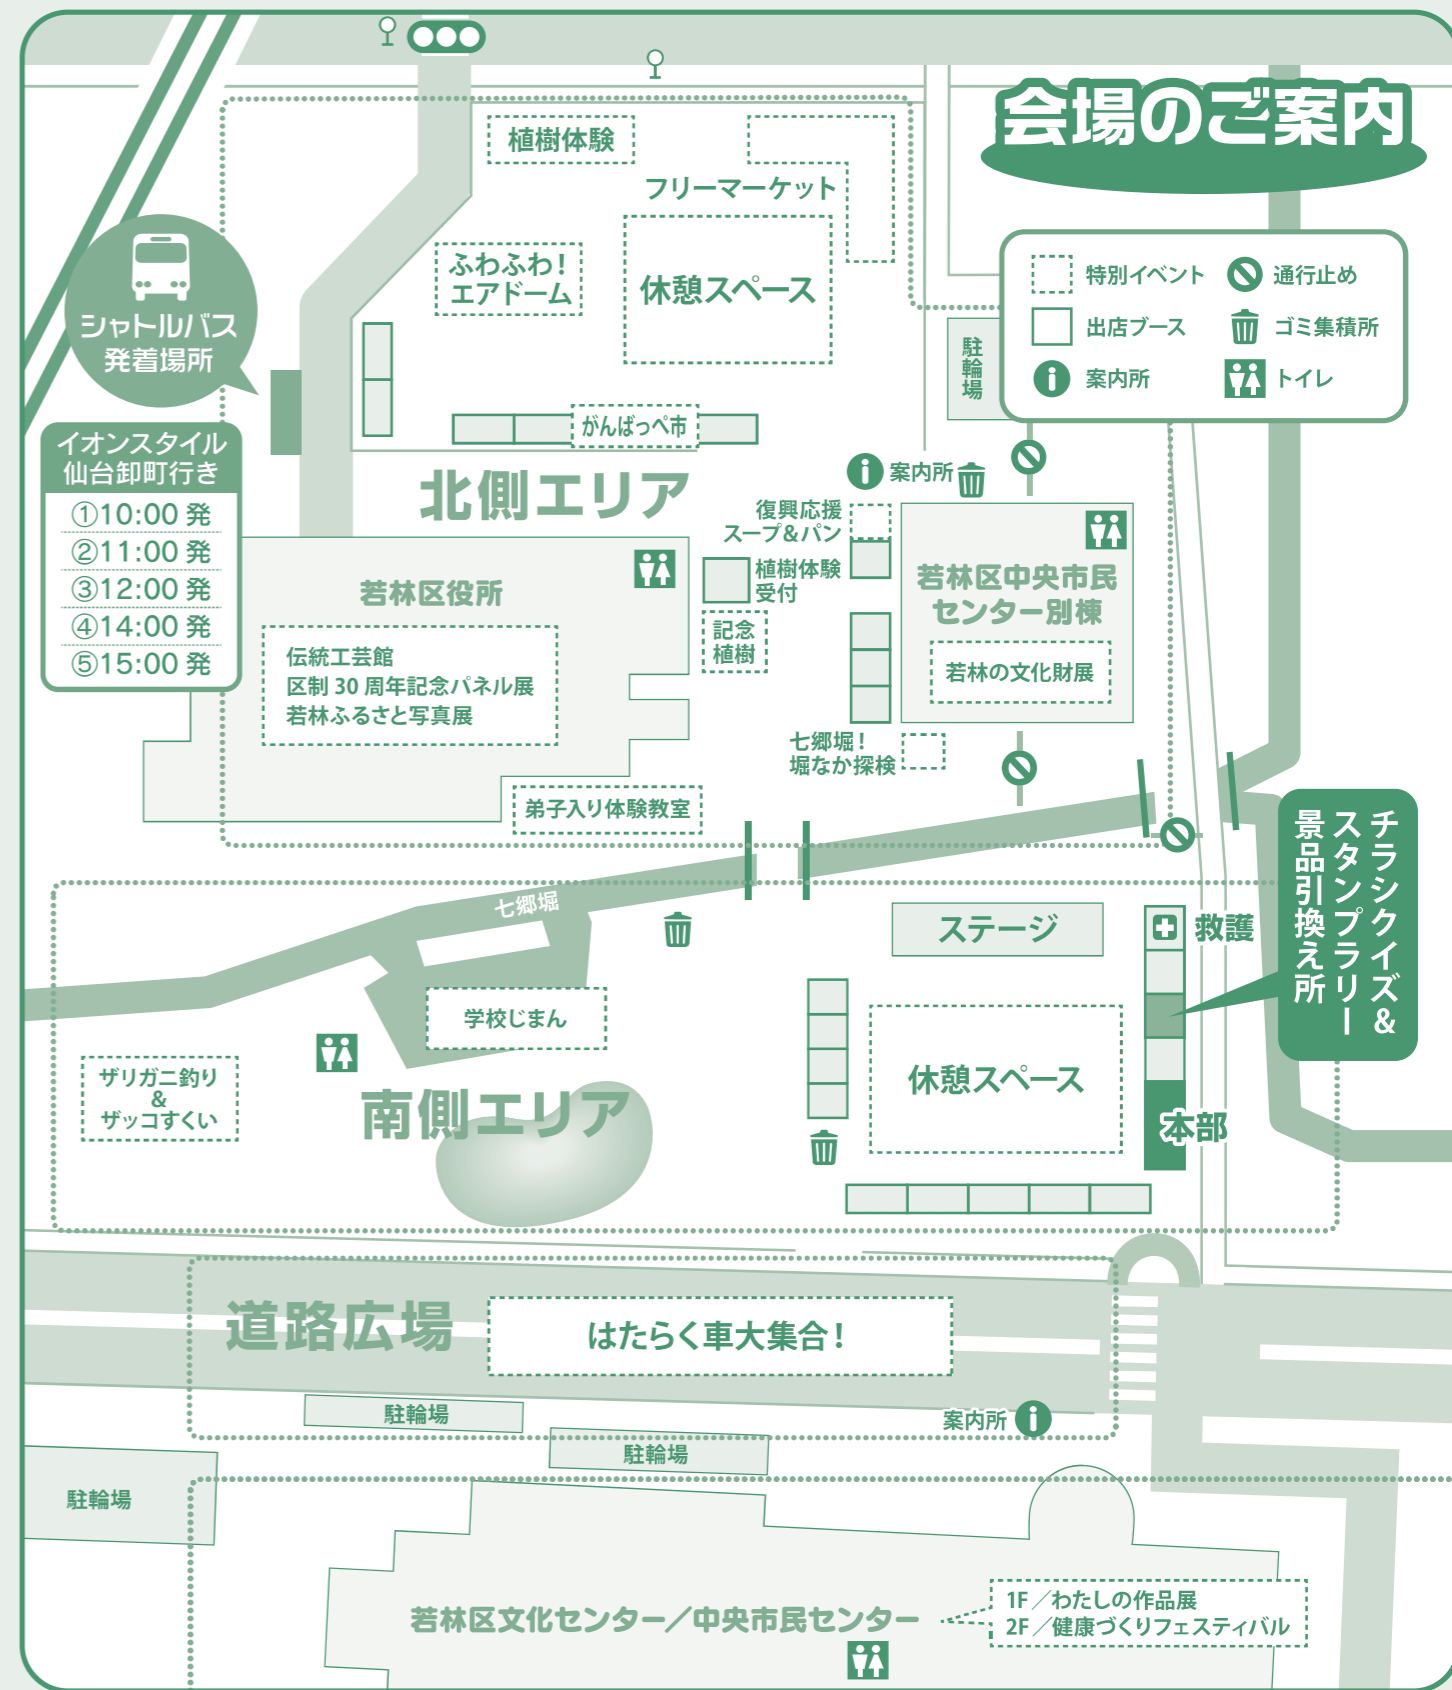 会場のご案内
特別イベント
通行止め
出店ブース
ゴミ集積所
案内所
トイレ
植樹体験
フリーマーケット
ふわふわ！
エアドーム
休憩スペース
駐輪場
シャトルバス
発着場所
イオンスタイル
仙台卸町行き
①10:00 発
②11:00 発
③12:00 発
④14:00 発
⑤15:00 発
がんばっぺ市
北側エリア
案内所
復興応援
スープ&パン
植樹体験
受付
記念
植樹
若林区役所
伝統工芸館
区制 30 周年記念パネル展
若林ふるさと写真展
若林区中央市民
センター別棟
若林の文化財展
七郷堀！
堀なか探検
弟子入り体験教室
七郷堀
チラシクイズ&
スタンプラリー
景品引換え所
ステージ
救護
学校じまん
休憩スペース
ザリガニ釣り
&
ザッコすくい
南側エリア
本部
道路広場
はたらく車大集合！
駐輪場
案内所
駐輪場
駐輪場
若林区文化センター／中央市民センター
1F／わたしの作品展
2F／健康づくりフェスティバル